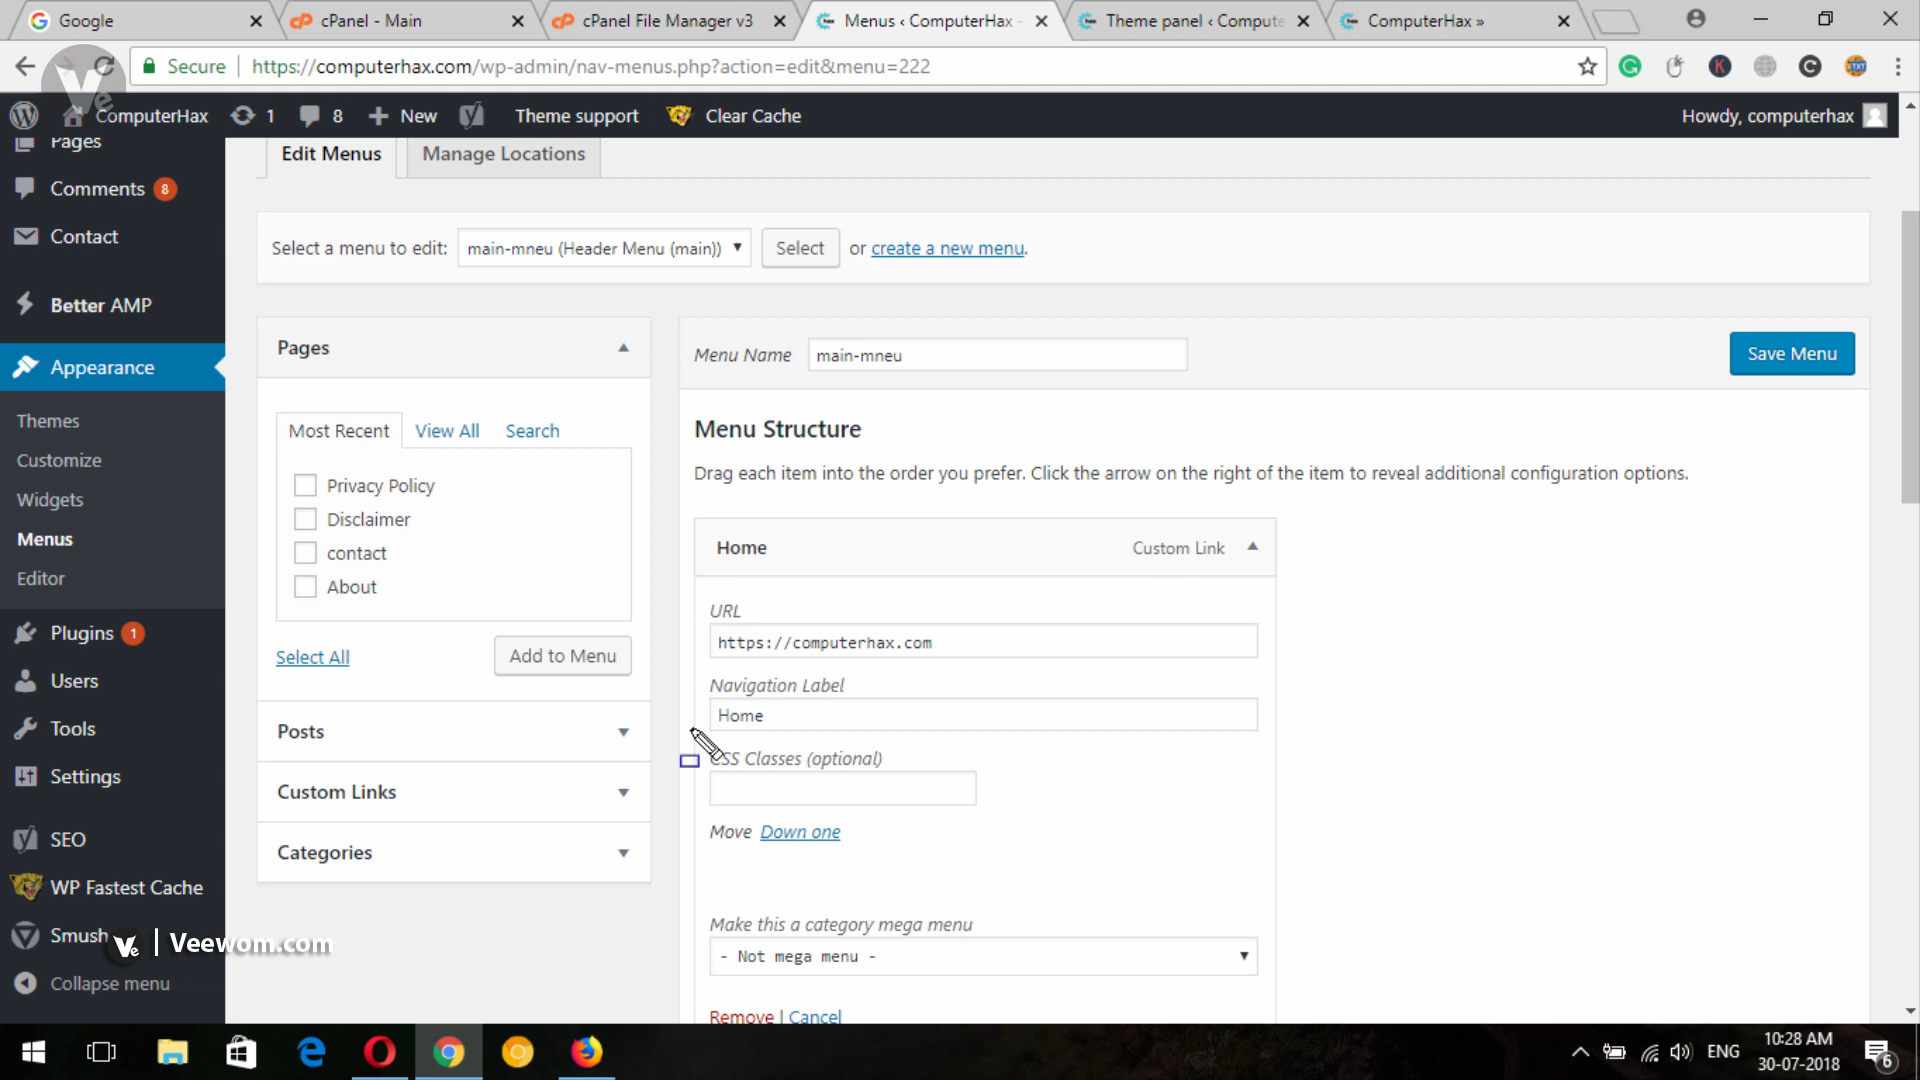 Google
cPanel - Main
cPanel File Manager v3
Menus ‹ ComputerHax -
Theme panel ‹ Compute
ComputerHax »
Secure
https://computerhax.com/wp-admin/nav-menus.php?action=edit&menu=222
ComputerHax
1
8
New
Theme support
Clear Cache
Howdy, computerhax
Pages
Comments 8
Contact
Better AMP
Appearance
Themes
Customize
Widgets
Menus
Editor
Plugins 1
Users
Tools
Settings
SEO
WP Fastest Cache
Smush
Collapse menu
Edit Menus
Manage Locations
Select a menu to edit:
main-mneu (Header Menu (main))
Select
or create a new menu.
Pages
Most Recent
View All
Search
Privacy Policy
Disclaimer
contact
About
Select All
Add to Menu
Posts
Custom Links
Categories
Menu Name
main-mneu
Save Menu
Menu Structure
Drag each item into the order you prefer. Click the arrow on the right of the item to reveal additional configuration options.
Home
Custom Link
URL
https://computerhax.com
Navigation Label
Home
CSS Classes (optional)
Move Down one
Make this a category mega menu
- Not mega menu -
Remove | Cancel
Ve | Veewom.com
ENG
10:28 AM
30-07-2018
6